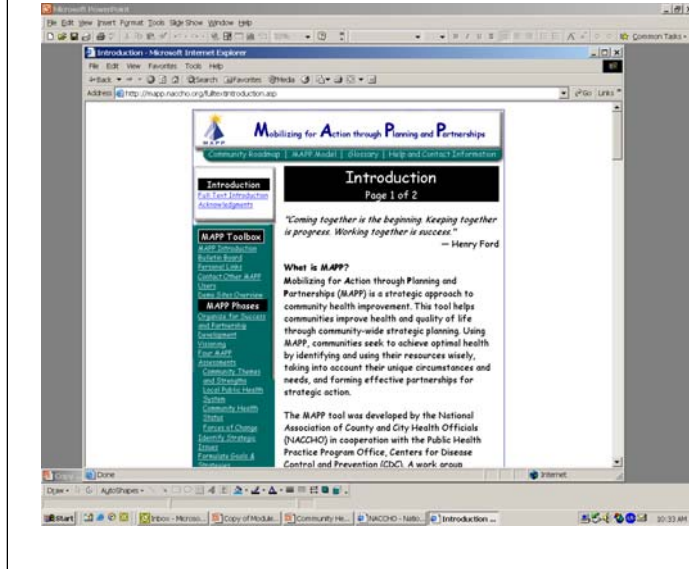 Microsoft PowerPoint
File Edit View Insert Format Tools Slide Show Window Help
Common Tasks
Introduction - Microsoft Internet Explorer
File Edit View Favorites Tools Help
Back Search Favorites Media
Address http://mapp.naccho.org/fulltextintroduction.asp Go Links
MAPP
Mobilizing for Action through Planning and Partnerships
Community Roadmap | MAPP Model | Glossary | Help and Contact Information
Introduction
Full Text Introduction
Acknowledgments
MAPP Toolbox
MAPP Introduction
Bulletin Board
Personal Links
Contact Other MAPP
Users
Demo Sites Overview
MAPP Phases
Organize for Success
and Partnership
Development
Visioning
Four MAPP
Assessments
Community Themes
and Strengths
Local Public Health
System
Community Health
Status
Forces of Change
Identify Strategic
Issues
Formulate Goals &
Strategies
Introduction
Page 1 of 2
"Coming together is the beginning. Keeping together
is progress. Working together is success."
— Henry Ford
What is MAPP?
Mobilizing for Action through Planning and
Partnerships (MAPP) is a strategic approach to
community health improvement. This tool helps
communities improve health and quality of life
through community-wide strategic planning. Using
MAPP, communities seek to achieve optimal health
by identifying and using their resources wisely,
taking into account their unique circumstances and
needs, and forming effective partnerships for
strategic action.
The MAPP tool was developed by the National
Association of County and City Health Officials
(NACCHO) in cooperation with the Public Health
Practice Program Office, Centers for Disease
Control and Prevention (CDC). A work group
Done Internet
Draw AutoShapes
Start Inbox - Microso... Copy of Module... Community He... NACCHO - Natio... Introduction ... 10:33 AM